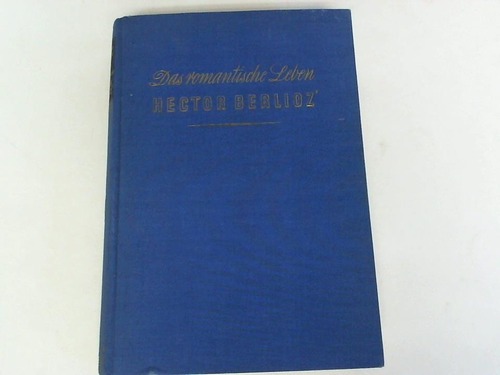 Das romantische Leben
HECTOR BERLIOZ'